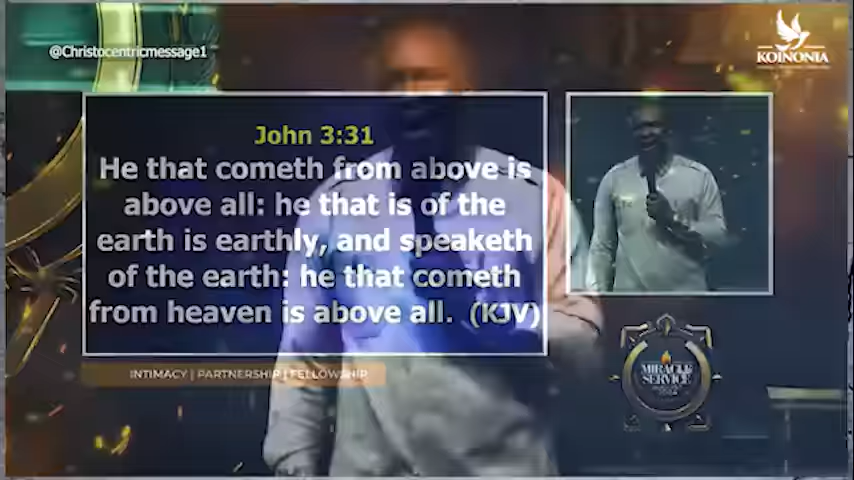 @Christocentricmessage1
KOINONIA
John 3:31
He that cometh from above is
above all: he that is of the
earth is earthly, and speaketh
of the earth: he that cometh
from heaven is above all. (KJV)
INTIMACY | PARTNERSHIP | FELLOWSHIP
MIRACLE
SERVICE